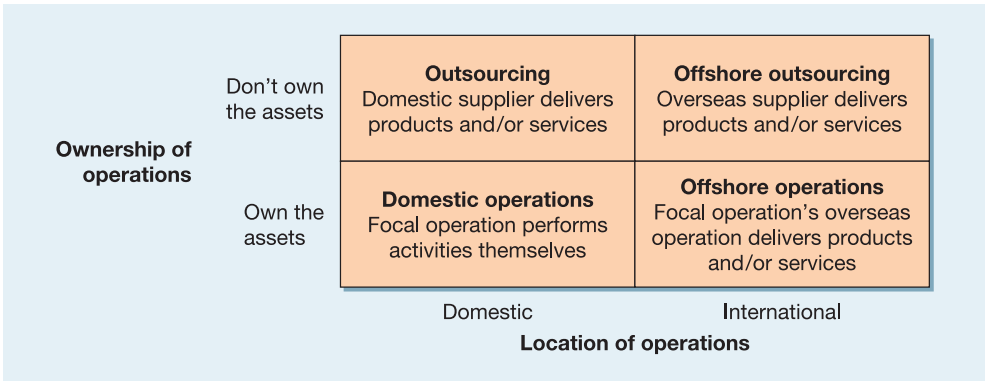 Ownership of
operations
Don't own
the assets
Outsourcing
Domestic supplier delivers
products and/or services
Offshore outsourcing
Overseas supplier delivers
products and/or services
Own the
assets
Domestic operations
Focal operation performs
activities themselves
Offshore operations
Focal operation's overseas
operation delivers products
and/or services
Domestic
International
Location of operations